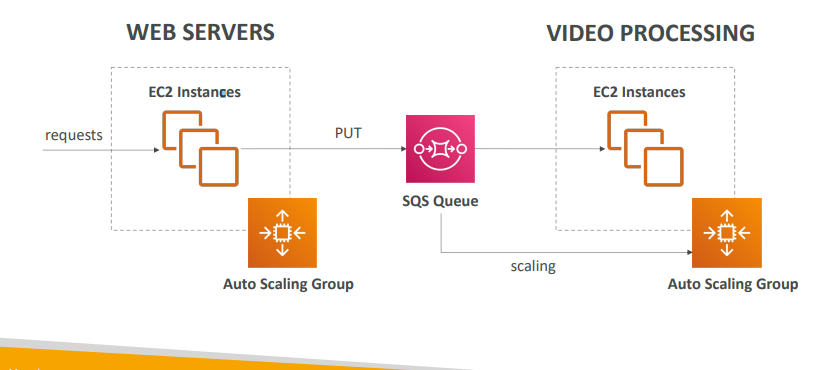 WEB SERVERS
VIDEO PROCESSING
EC2 Instances
EC2 Instances
requests
PUT
SQS Queue
scaling
Auto Scaling Group
Auto Scaling Group